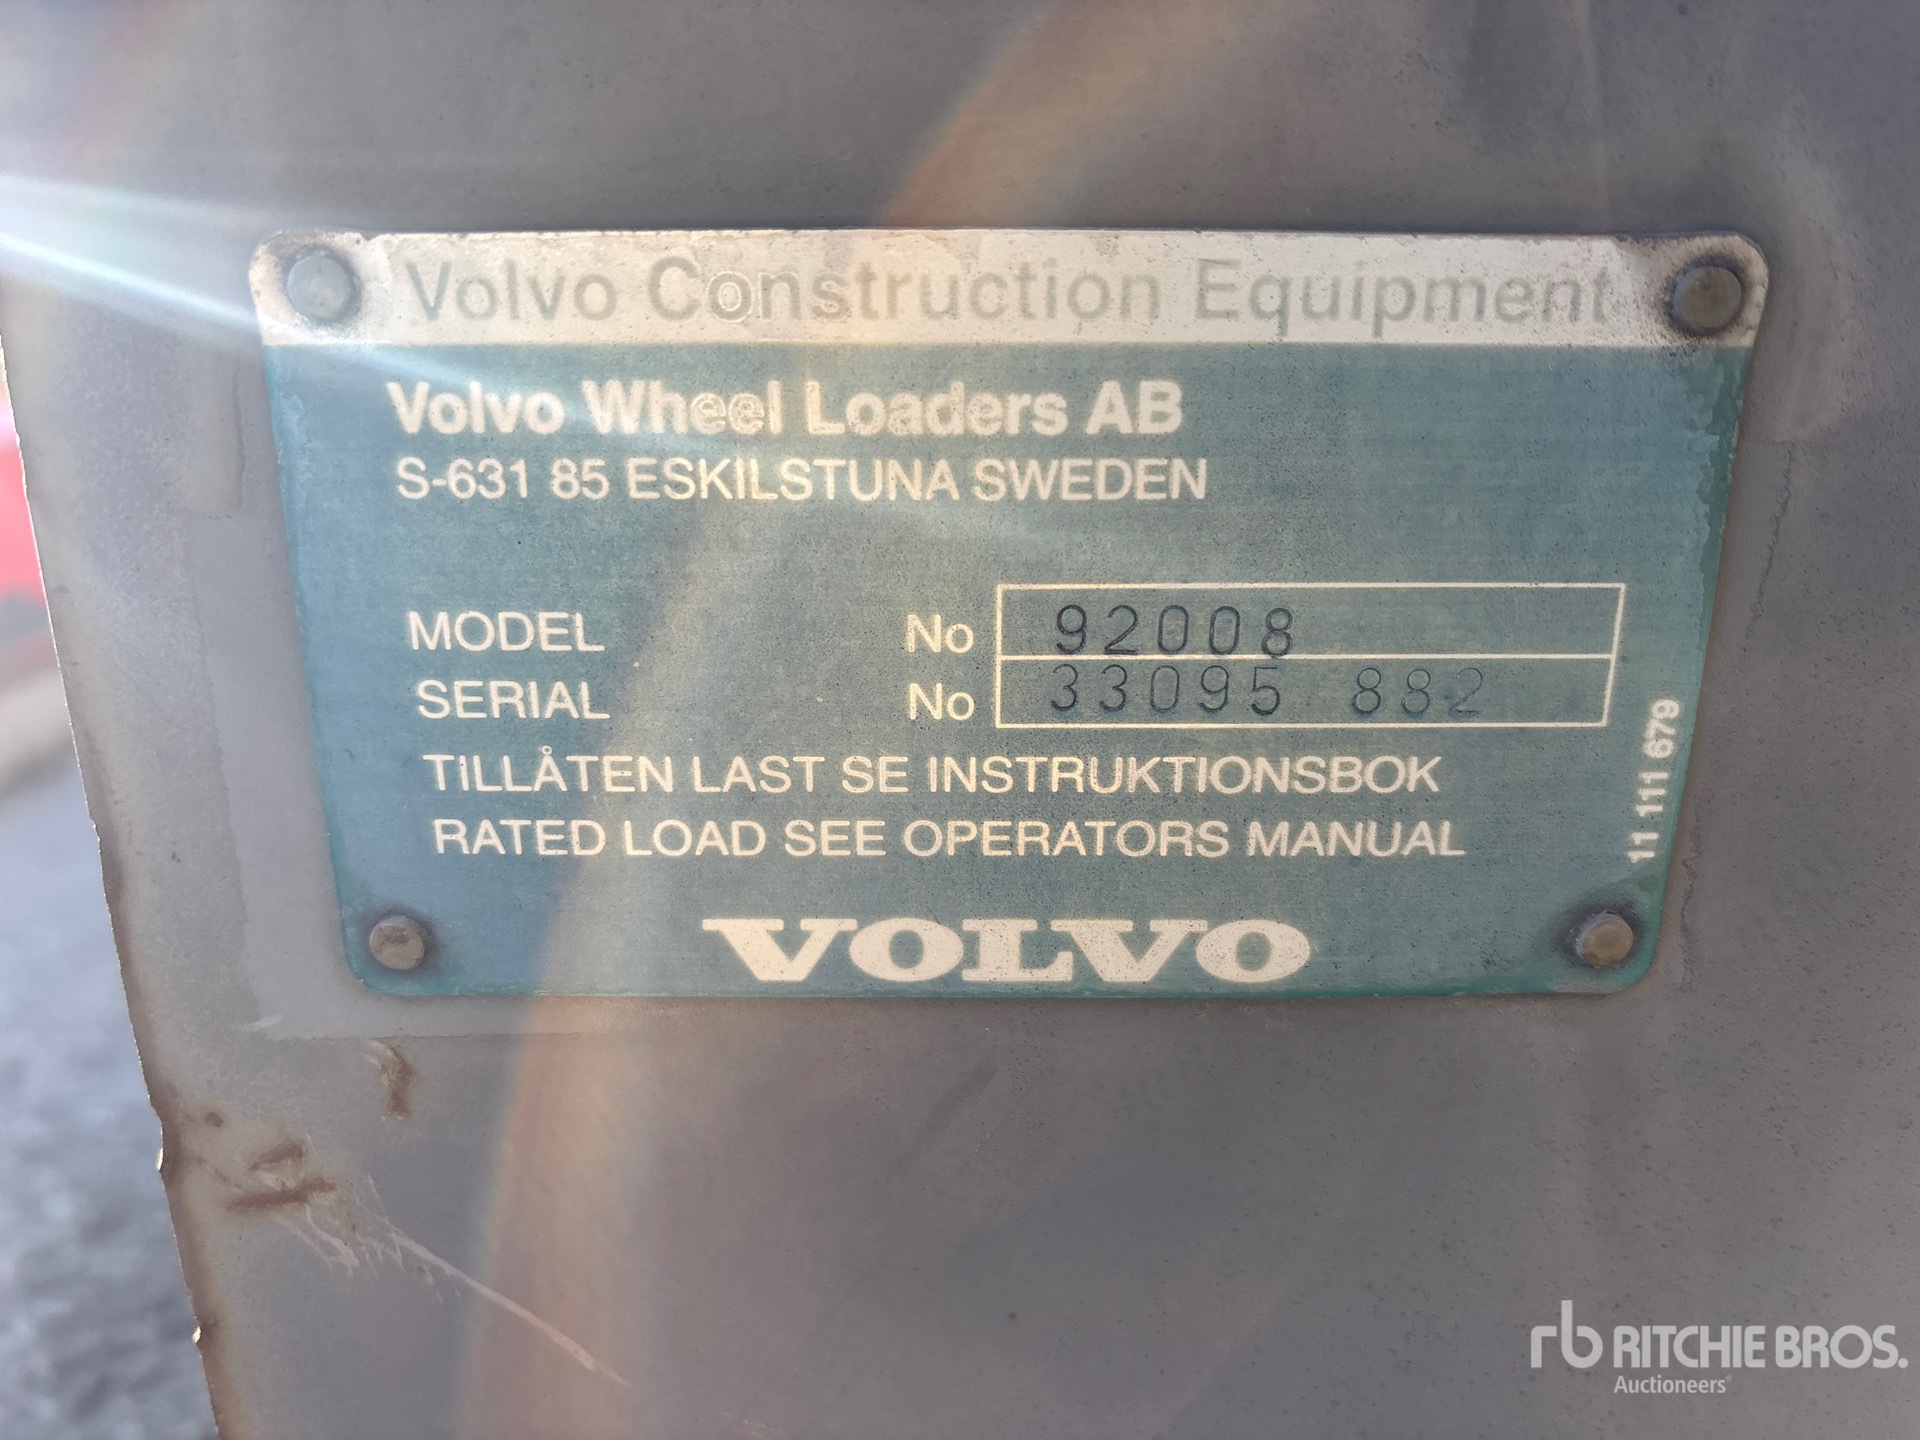 Volvo Construction Equipment
Volvo Wheel Loaders AB
S-631 85 ESKILSTUNA SWEDEN
MODEL No 92008
SERIAL No 33095 882
TILLÅTEN LAST SE INSTRUKTIONSBOK
RATED LOAD SEE OPERATORS MANUAL
11 111 679
VOLVO
rb RITCHIE BROS.
Auctioneers